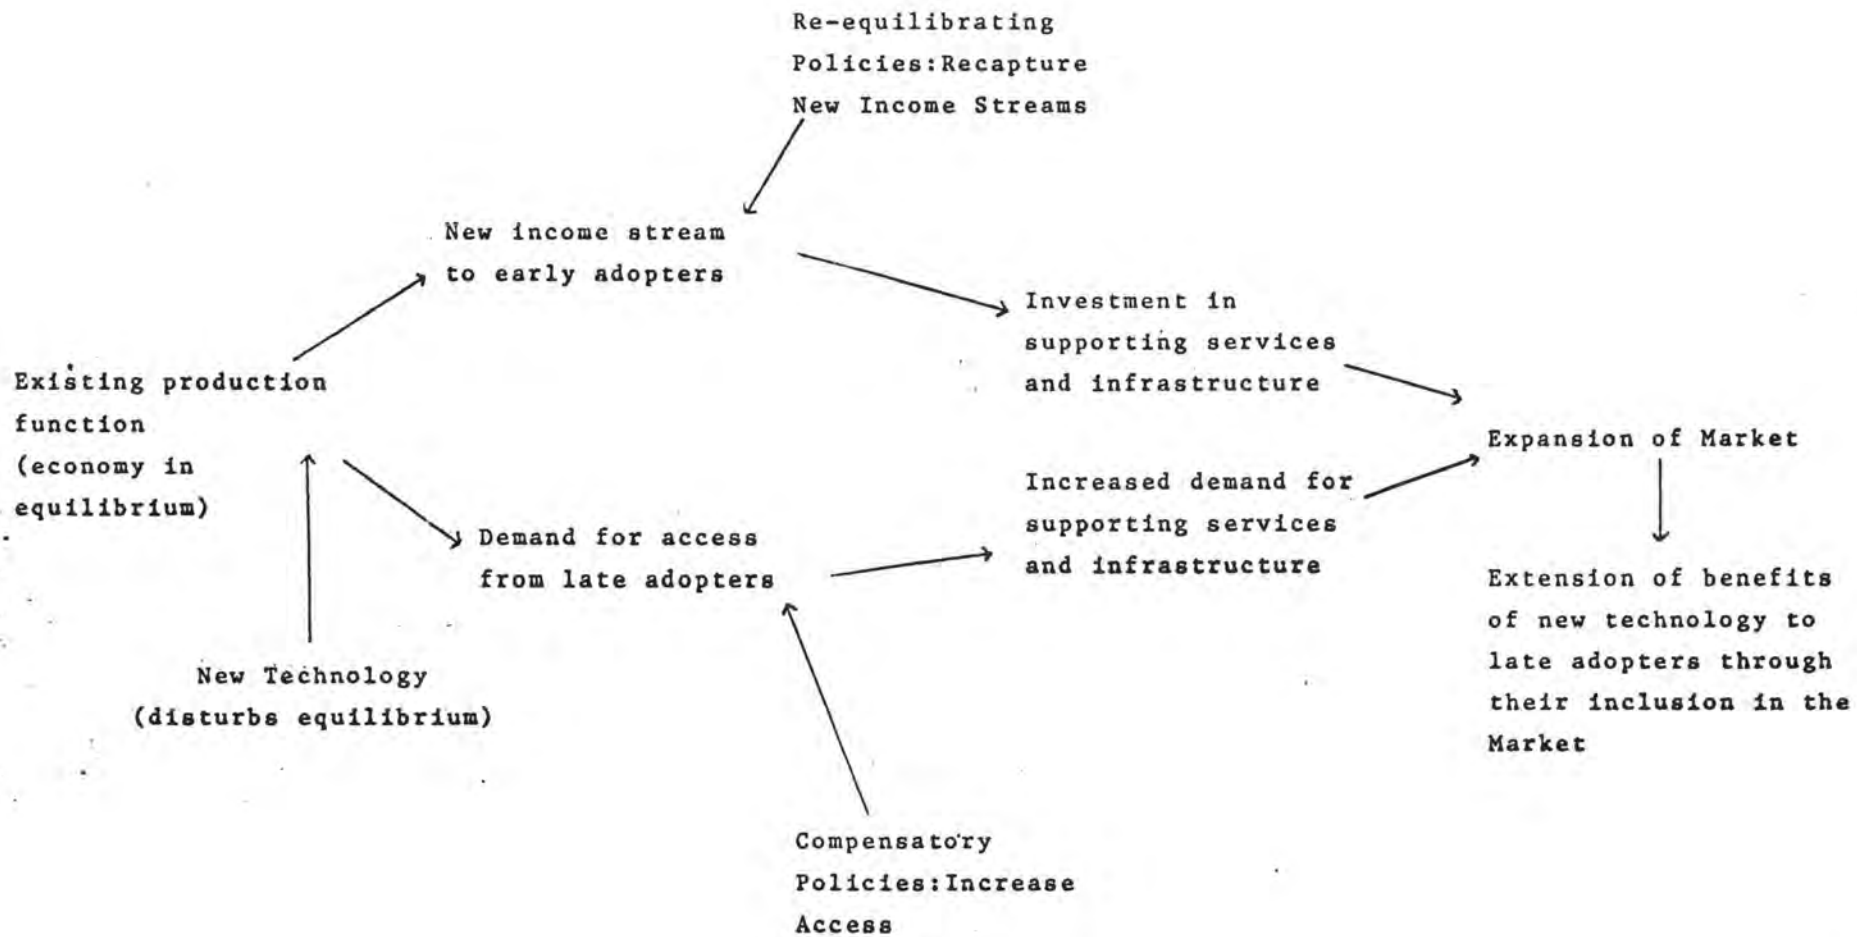 Re-equilibrating
Policies:Recapture
New Income Streams
New income stream
to early adopters
Investment in
supporting services
and infrastructure
Existing production
function
(economy in
equilibrium)
Expansion of Market
Increased demand for
supporting services
and infrastructure
Demand for access
from late adopters
Extension of benefits
of new technology to
late adopters through
their inclusion in the
Market
New Technology
(disturbs equilibrium)
Compensatory
Policies:Increase
Access